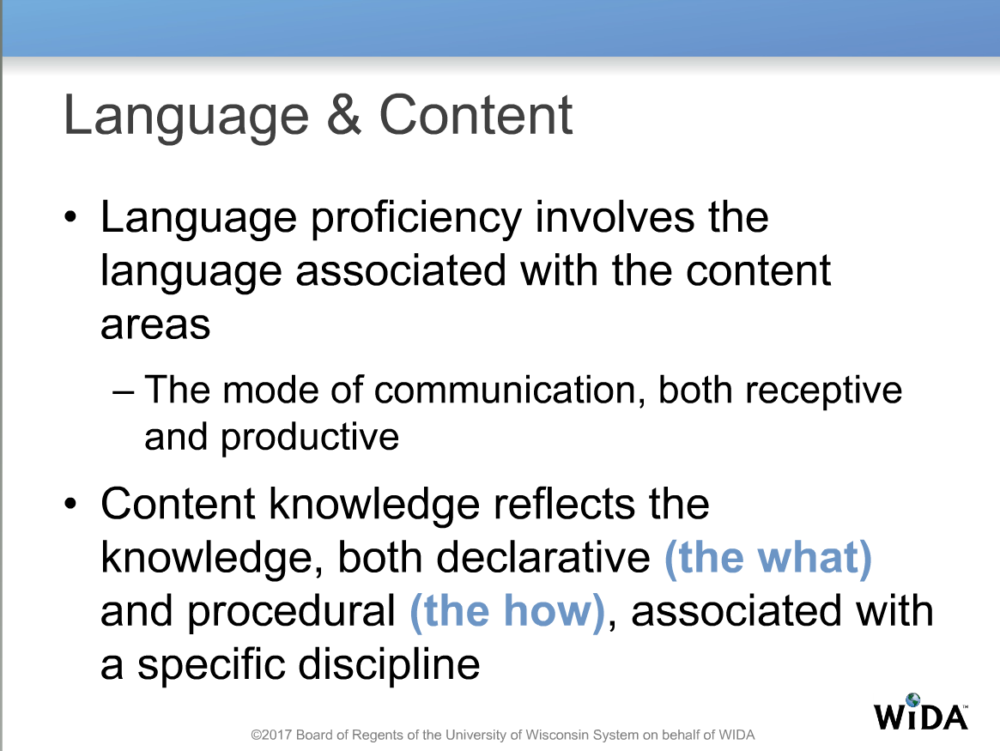 Language & Content
• Language proficiency involves the
language associated with the content
areas
– The mode of communication, both receptive
and productive
• Content knowledge reflects the
knowledge, both declarative (the what)
and procedural (the how), associated with
a specific discipline
WiDA™
©2017 Board of Regents of the University of Wisconsin System on behalf of WIDA